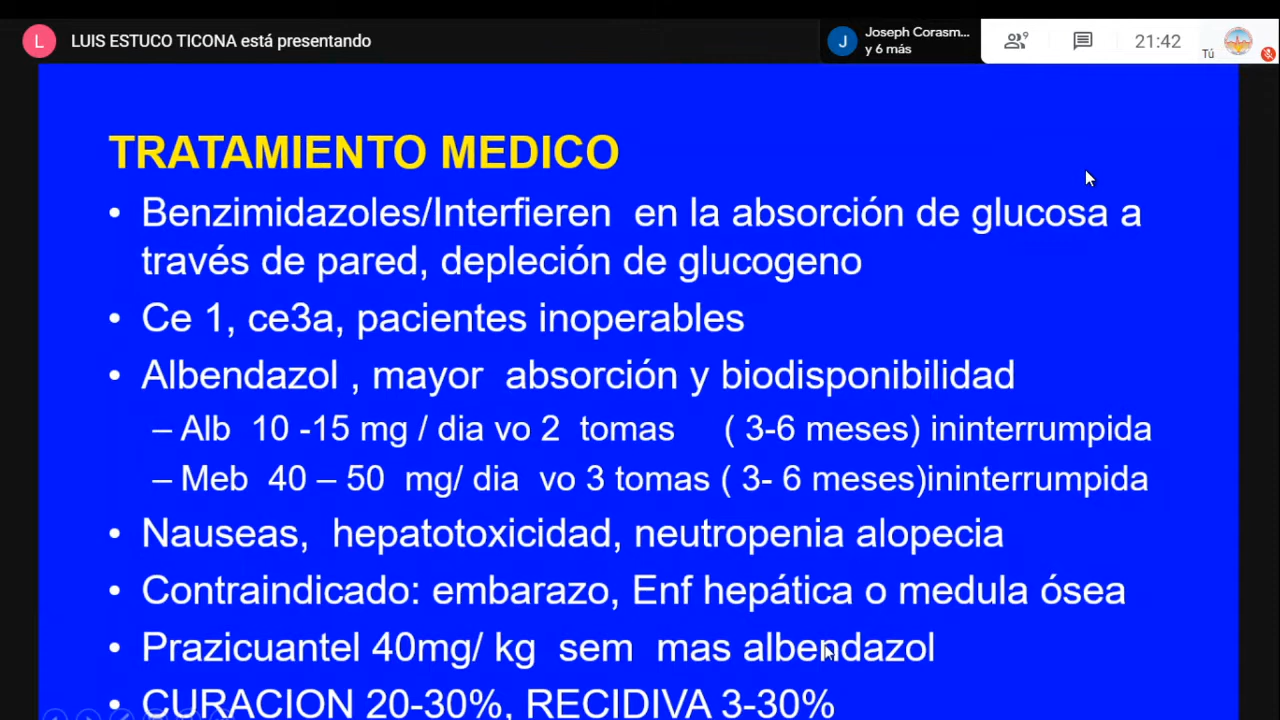 L LUIS ESTUCO TICONA está presentando
J Joseph Corasm...
y 6 más
9
21:42
Tú
TRATAMIENTO MEDICO
• Benzimidazoles/Interfieren en la absorción de glucosa a
través de pared, depleción de glucogeno
• Ce 1, ce3a, pacientes inoperables
• Albendazol , mayor absorción y biodisponibilidad
– Alb 10 -15 mg / dia vo 2 tomas ( 3-6 meses) ininterrumpida
– Meb 40 – 50 mg/ dia vo 3 tomas ( 3- 6 meses)ininterrumpida
• Nauseas, hepatotoxicidad, neutropenia alopecia
• Contraindicado: embarazo, Enf hepática o medula ósea
• Prazicuantel 40mg/ kg sem mas albendazol
• CURACION 20-30%, RECIDIVA 3-30%